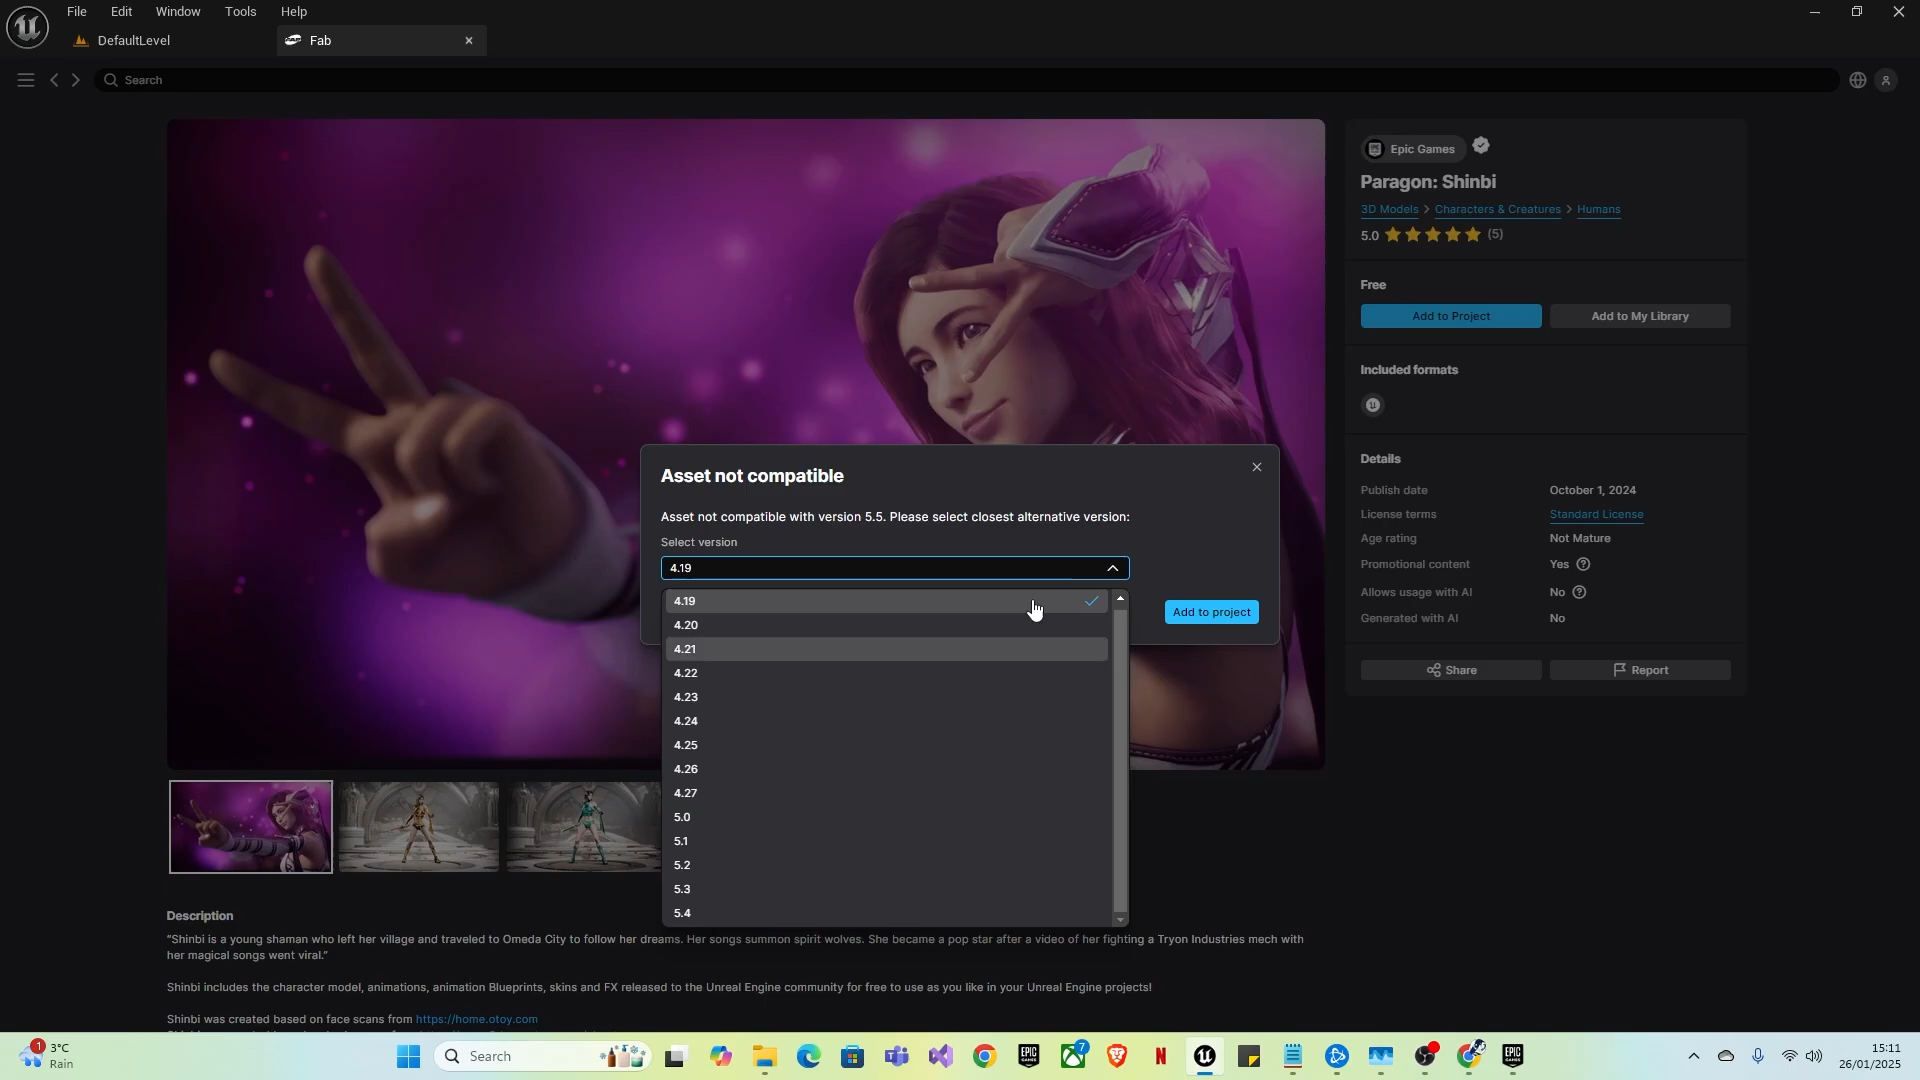 File
Edit
Window
Tools
Help
DefaultLevel
Fab
Search
Epic Games
Paragon: Shinbi
3D Models > Characters & Creatures > Humans
5.0 (5)
Free
Add to Project
Add to My Library
Included formats
Details
Publish date October 1, 2024
License terms Standard License
Age rating Not Mature
Promotional content Yes
Allows usage with AI No
Generated with AI No
Share
Report
Asset not compatible
Asset not compatible with version 5.5. Please select closest alternative version:
Select version
4.19
4.19
4.20
4.21
4.22
4.23
4.24
4.25
4.26
4.27
5.0
5.1
5.2
5.3
5.4
Add to project
Description
“Shinbi is a young shaman who left her village and traveled to Omeda City to follow her dreams. Her songs summon spirit wolves. She became a pop star after a video of her fighting a Tryon Industries mech with
her magical songs went viral.”
Shinbi includes the character model, animations, animation Blueprints, skins and FX released to the Unreal Engine community for free to use as you like in your Unreal Engine projects!
Shinbi was created based on face scans from https://home.otoy.com
1
3°C
Rain
Search
EPIC GAMES
7
N
EPIC GAMES
15:11
26/01/2025